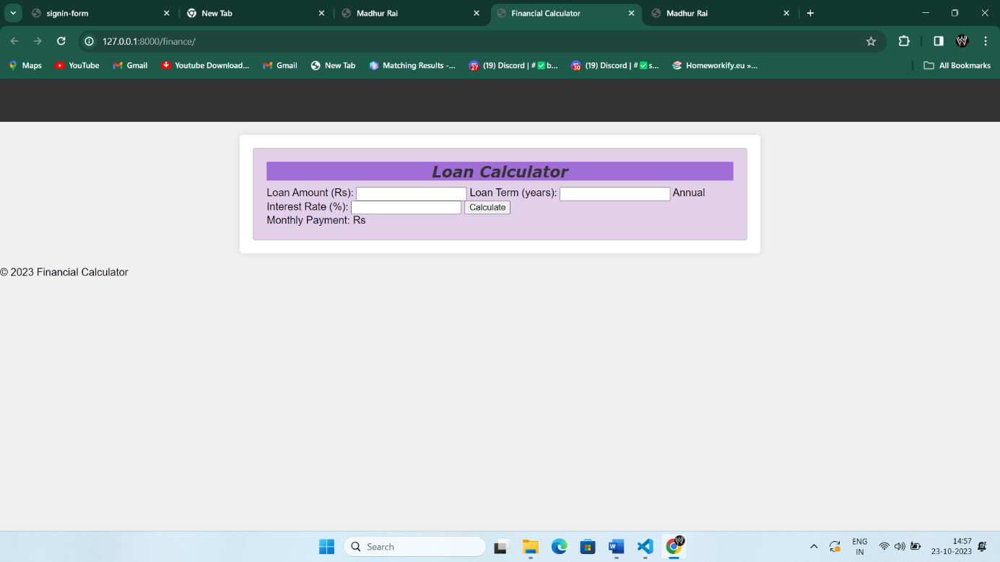 signin-form
New Tab
Madhur Rai
Financial Calculator
Madhur Rai
127.0.0.1:8000/finance/
Maps
YouTube
Gmail
Youtube Download...
Gmail
New Tab
Matching Results -...
27
(19) Discord | #✅b...
30
(19) Discord | #✅s...
Homeworkify.eu »...
All Bookmarks
Loan Calculator
Loan Amount (Rs): Loan Term (years): Annual
Interest Rate (%): Calculate
Monthly Payment: Rs
© 2023 Financial Calculator
Search
ENG
IN
14:57
23-10-2023